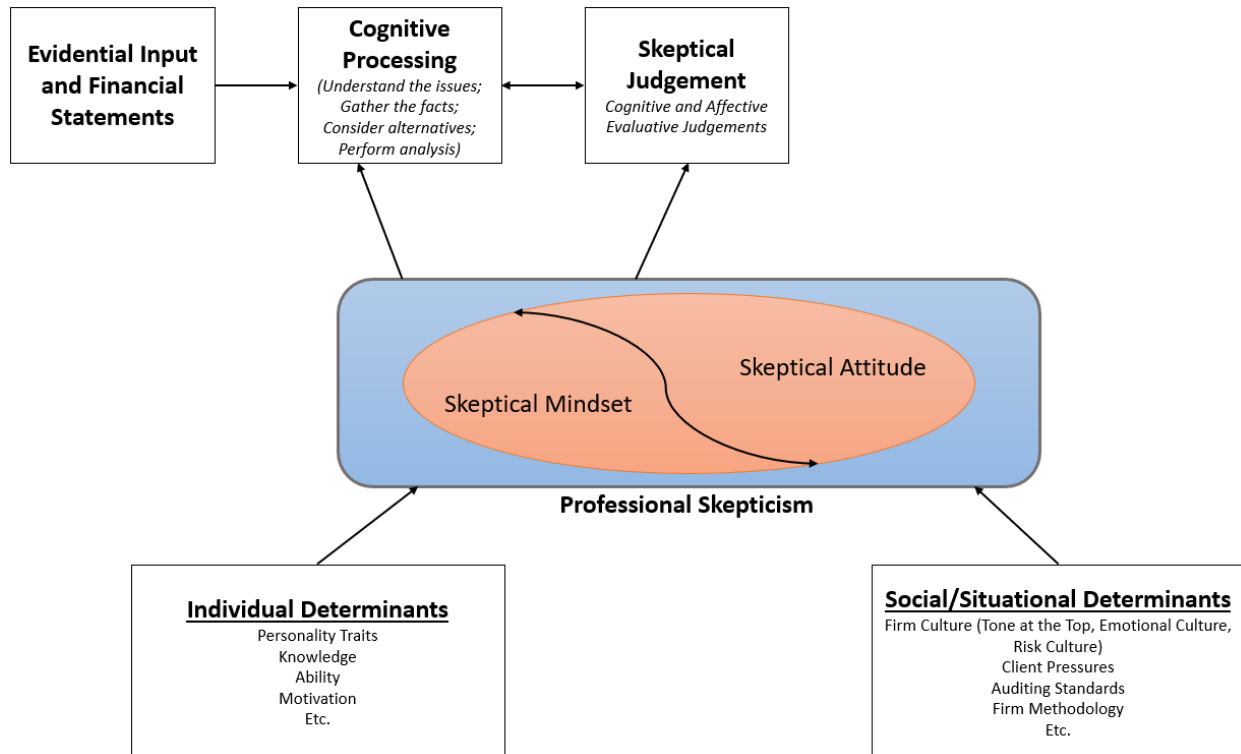 Evidential Input
and Financial
Statements
Cognitive
Processing
(Understand the issues;
Gather the facts;
Consider alternatives;
Perform analysis)
Skeptical
Judgement
Cognitive and Affective
Evaluative Judgements
Skeptical Attitude
Skeptical Mindset
Professional Skepticism
Individual Determinants
Personality Traits
Knowledge
Ability
Motivation
Etc.
Social/Situational Determinants
Firm Culture (Tone at the Top, Emotional Culture,
Risk Culture)
Client Pressures
Auditing Standards
Firm Methodology
Etc.